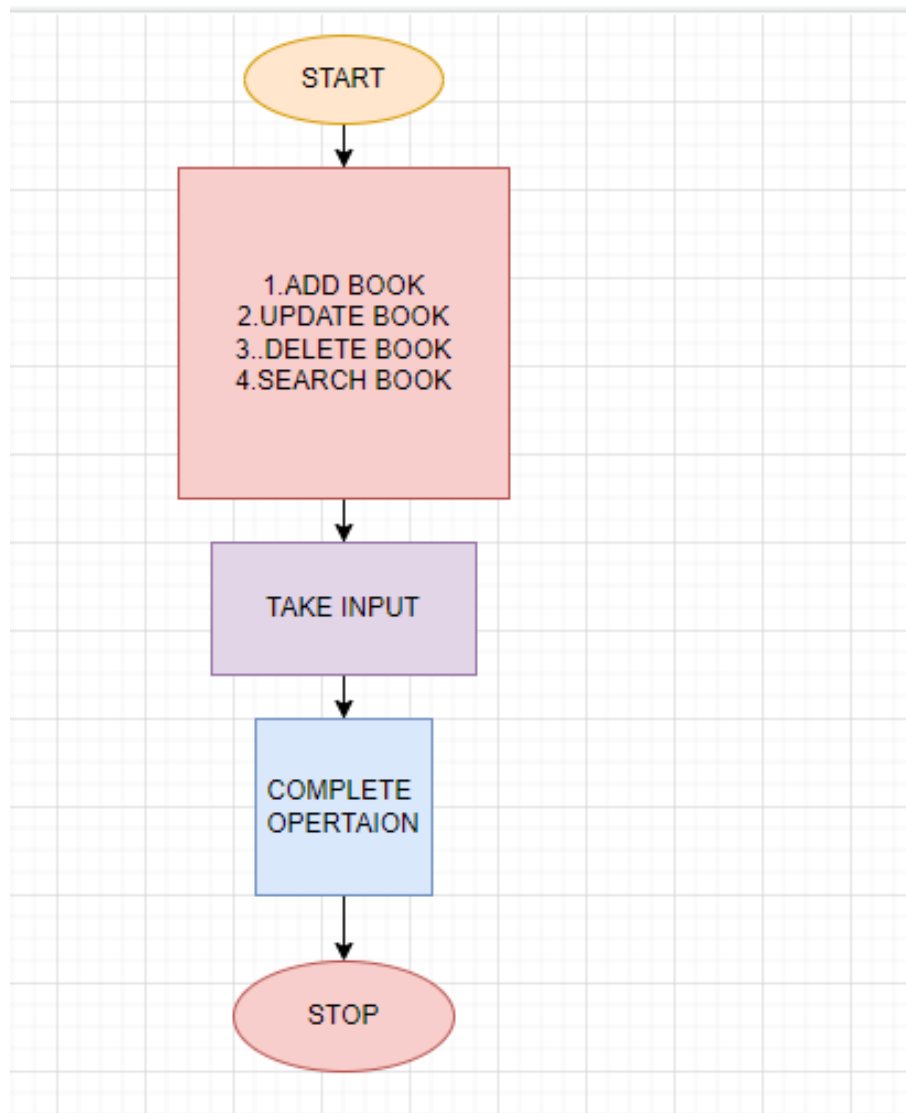 START
1.ADD BOOK
2.UPDATE BOOK
3..DELETE BOOK
4.SEARCH BOOK
TAKE INPUT
COMPLETE
OPERTAION
STOP